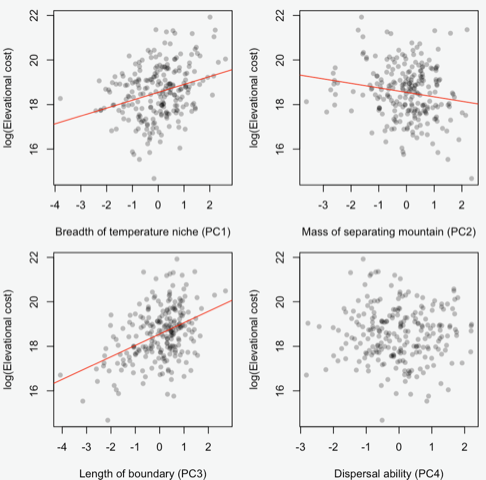 22
20
18
16
log(Elevational cost)
-4 -3 -2 -1 0 1 2
Breadth of temperature niche (PC1)
22
20
18
16
log(Elevational cost)
-3 -2 -1 0 1 2
Mass of separating mountain (PC2)
22
20
18
16
log(Elevational cost)
-4 -3 -2 -1 0 1 2
Length of boundary (PC3)
22
20
18
16
log(Elevational cost)
-3 -2 -1 0 1 2
Dispersal ability (PC4)